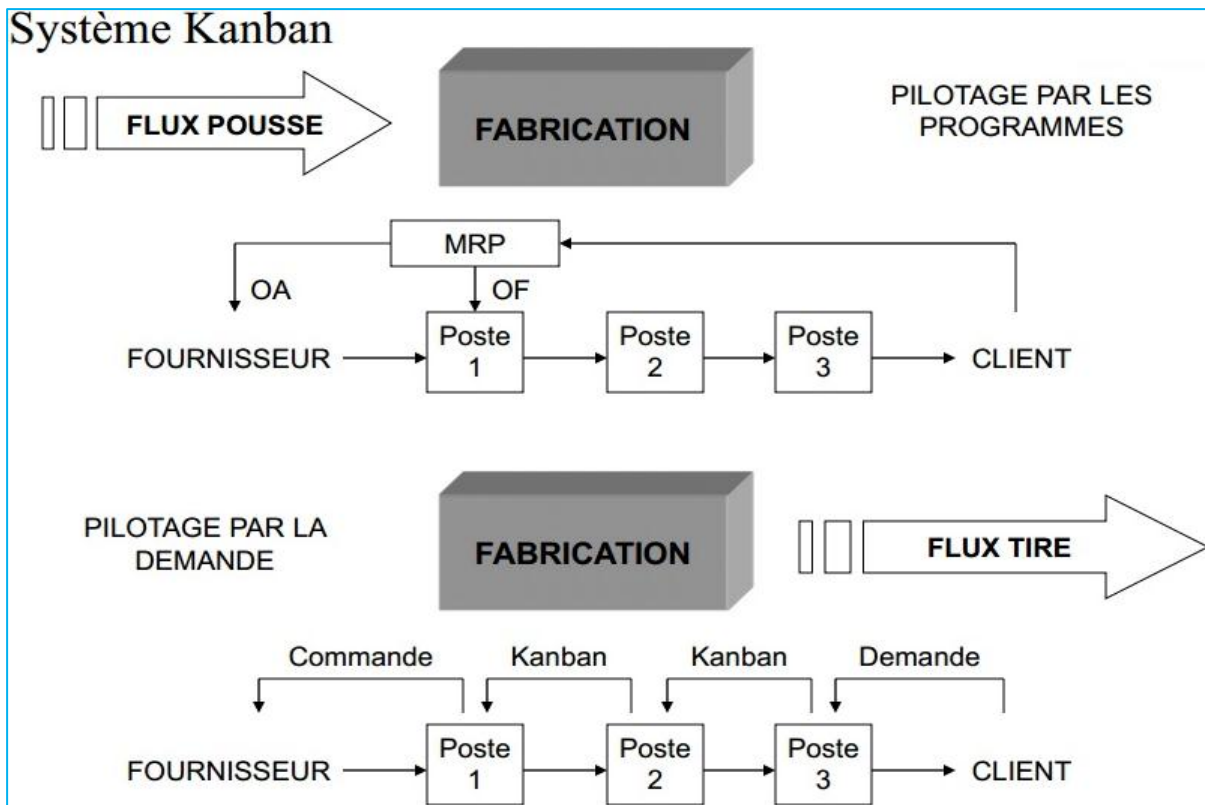 Système Kanban
FLUX POUSSE
FABRICATION
PILOTAGE PAR LES
PROGRAMMES
MRP
OA
OF
FOURNISSEUR
Poste
1
Poste
2
Poste
3
CLIENT
PILOTAGE PAR LA
DEMANDE
FABRICATION
FLUX TIRE
Commande
Kanban
Kanban
Demande
FOURNISSEUR
Poste
1
Poste
2
Poste
3
CLIENT